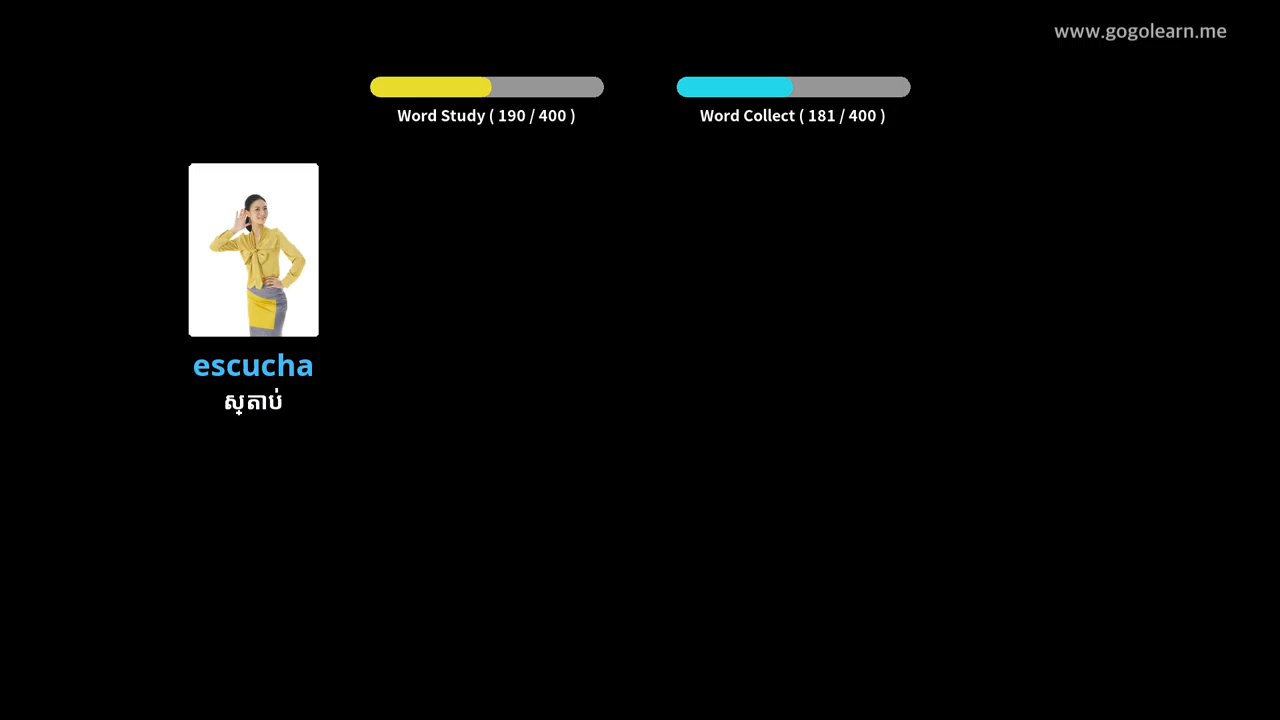 www.gogolearn.me
Word Study ( 190 / 400 )
Word Collect ( 181 / 400 )
escucha
ស្តាប់